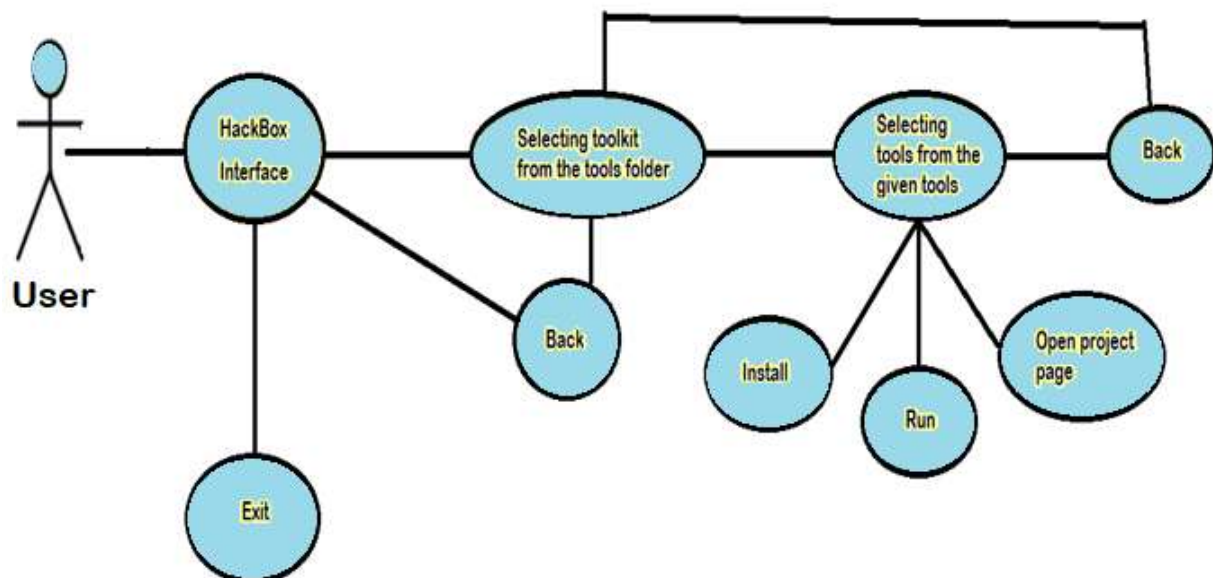 User
HackBox
Interface
Selecting toolkit
from the tools folder
Selecting
tools from the
given tools
Back
Back
Install
Run
Open project
page
Exit